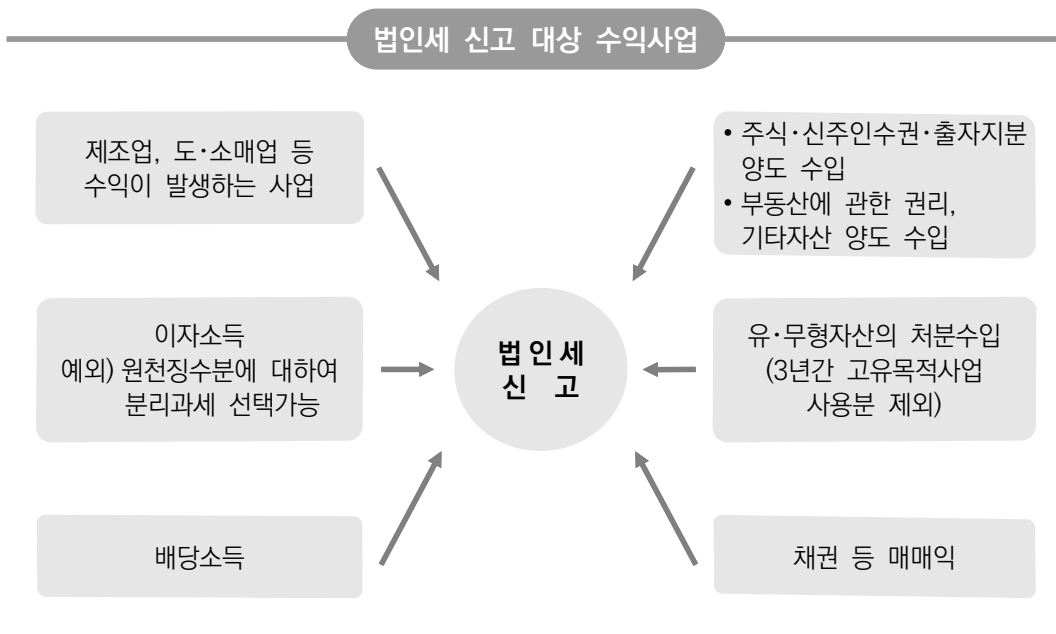 법인세 신고 대상 수익사업
제조업, 도·소매업 등
수익이 발생하는 사업
• 주식·신주인수권·출자지분
양도 수입
• 부동산에 관한 권리,
기타자산 양도 수입
이자소득
예외) 원천징수분에 대하여
분리과세 선택가능
법인세
신 고
유·무형자산의 처분수입
(3년간 고유목적사업
사용분 제외)
배당소득
채권 등 매매익